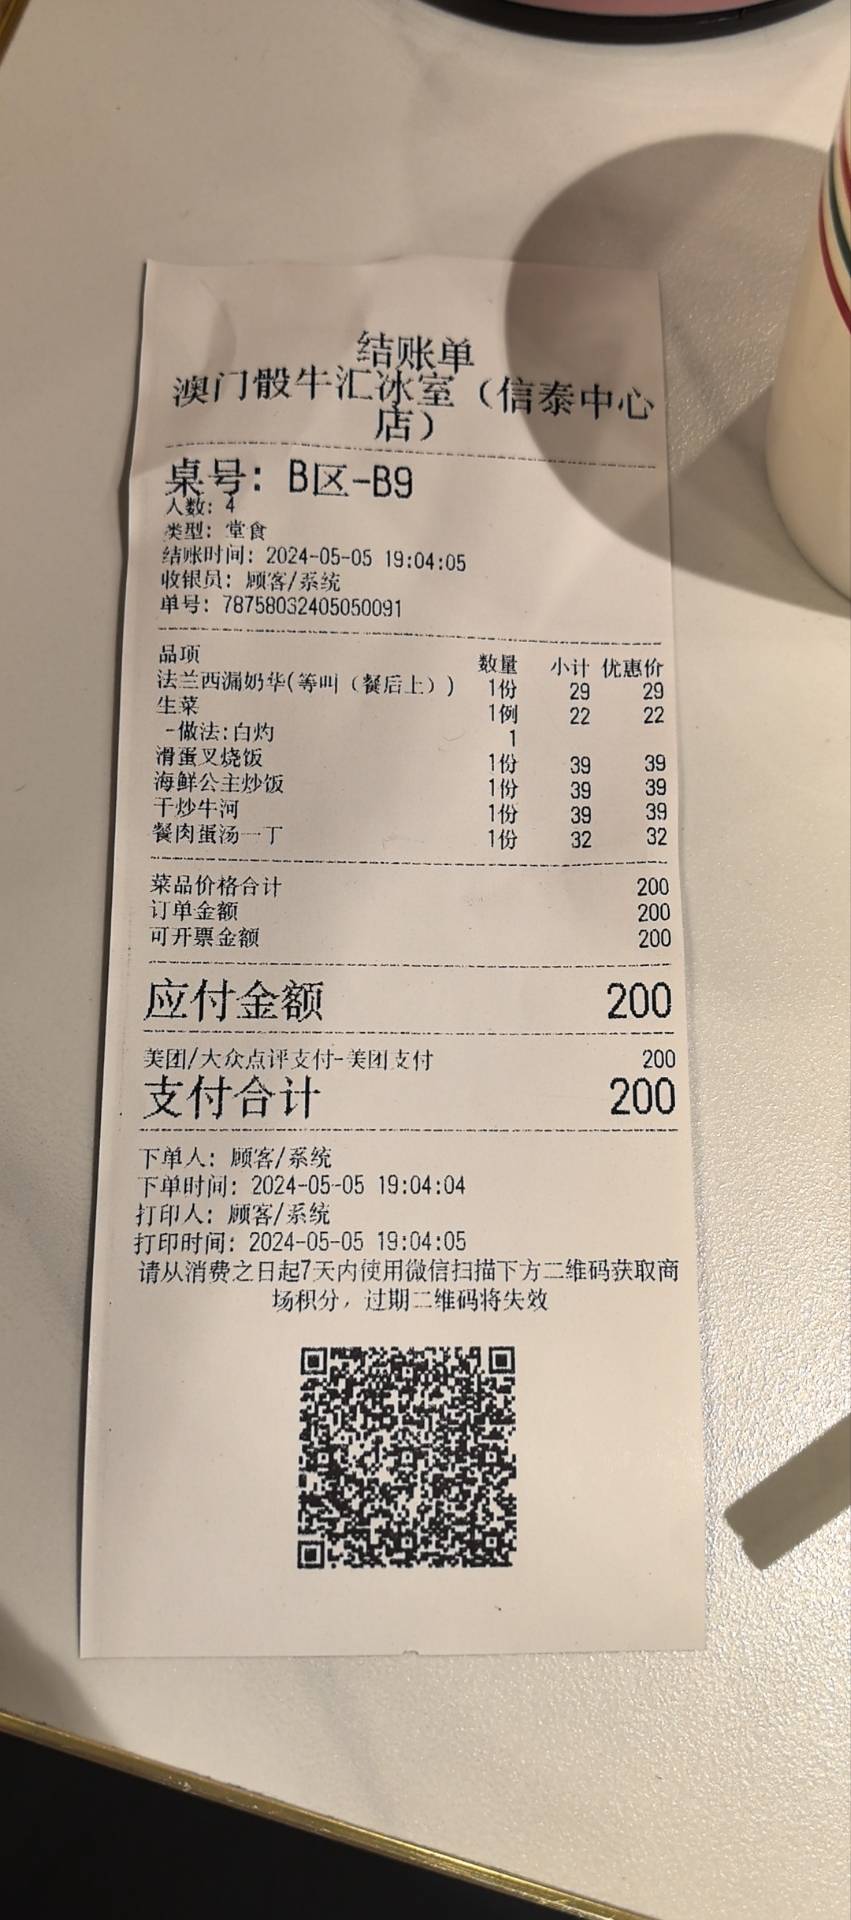 结账单
澳门骰牛汇冰室（信泰中心
店）
桌号: B区-B9
人数: 4
类型: 堂食
结账时间: 2024-05-05 19:04:05
收银员: 顾客/系统
单号: 78758032405050091
品项 数量 小计 优惠价
法兰西漏奶华(等叫（餐后上）) 1份 29 29
生菜 1例 22 22
-做法:白灼 1
滑蛋叉烧饭 1份 39 39
海鲜公主炒饭 1份 39 39
干炒牛河 1份 39 39
餐肉蛋汤一丁 1份 32 32
菜品价格合计 200
订单金额 200
可开票金额 200
应付金额 200
美团/大众点评支付-美团支付 200
支付合计 200
下单人: 顾客/系统
下单时间: 2024-05-05 19:04:04
打印人: 顾客/系统
打印时间: 2024-05-05 19:04:05
请从消费之日起7天内使用微信扫描下方二维码获取商
场积分，过期二维码将失效